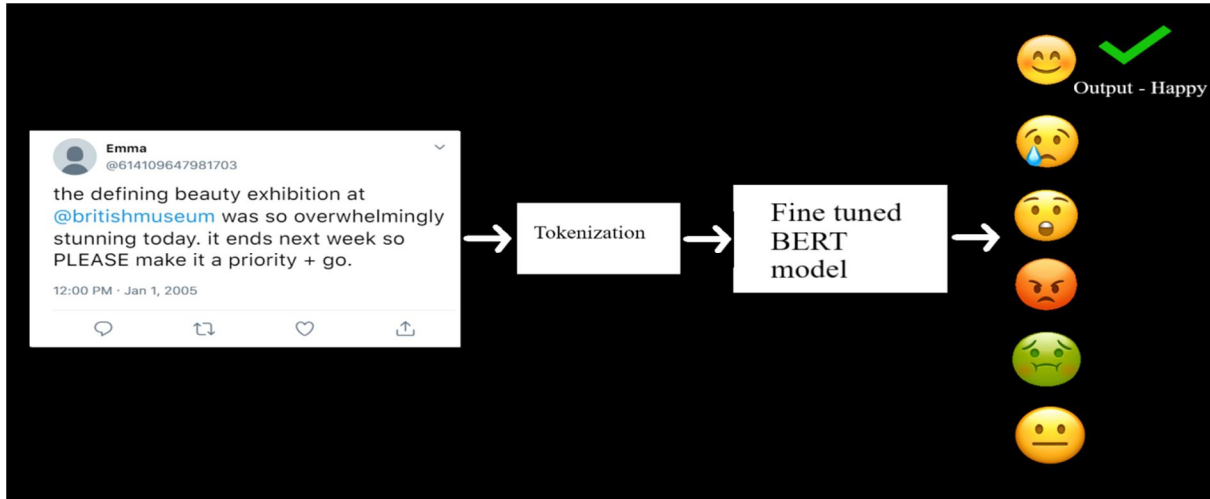 Emma
@614109647981703
the defining beauty exhibition at
@britishmuseum was so overwhelmingly
stunning today. it ends next week so
PLEASE make it a priority + go.
12:00 PM · Jan 1, 2005
Tokenization
Fine tuned
BERT
model
Output - Happy